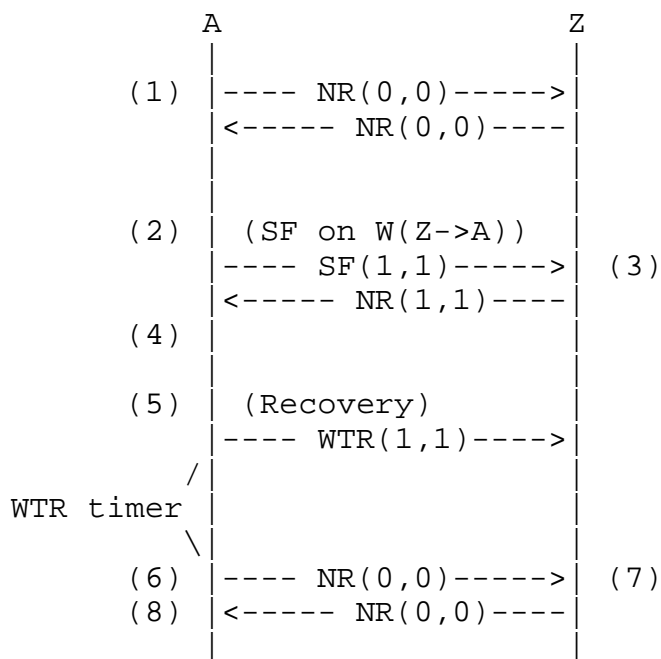 A Z
(1) |---- NR(0,0)----->|
|<----- NR(0,0)----|
(2) | (SF on W(Z->A)) |
|---- SF(1,1)----->| (3)
|<----- NR(1,1)----|
(4)
(5) | (Recovery) |
|---- WTR(1,1)---->|
/
WTR timer
\
(6) |---- NR(0,0)----->| (7)
(8) |<----- NR(0,0)----|